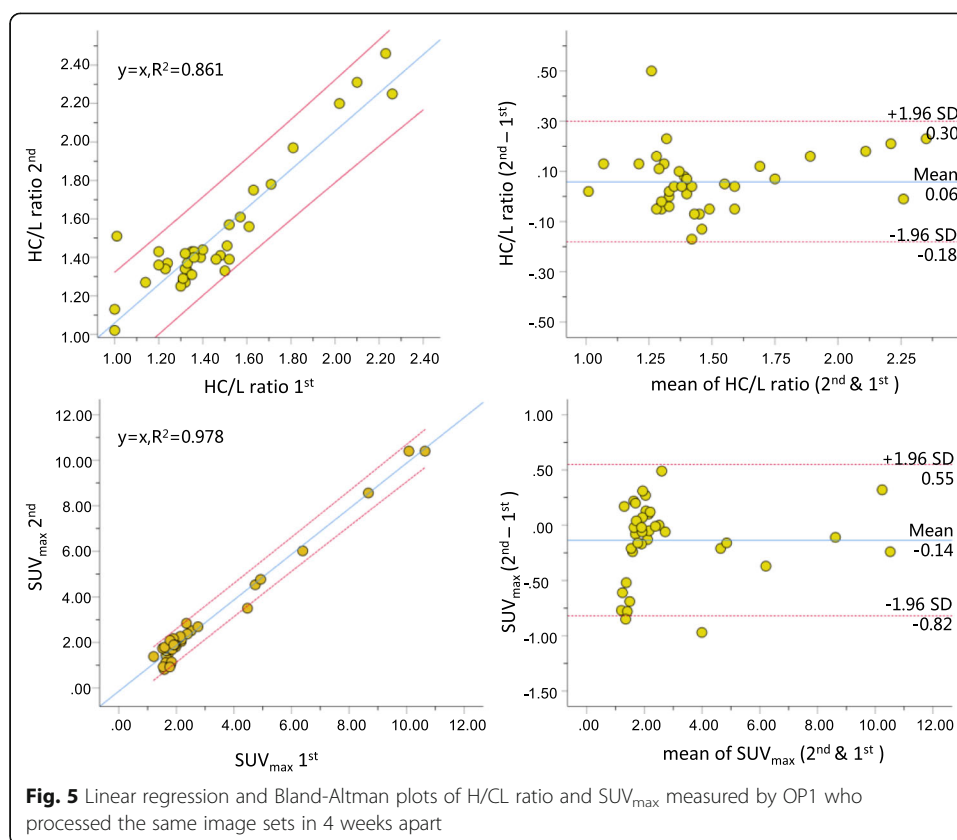 y=x,R²=0.861
HC/L ratio 2nd
2.40
2.20
2.00
1.80
1.60
1.40
1.20
1.00
1.00 1.20 1.40 1.60 1.80 2.00 2.20 2.40
HC/L ratio 1st
HC/L ratio (2nd – 1st)
.50
.30
.10
-.10
-.30
-.50
+1.96 SD
0.30
Mean
0.06
-1.96 SD
-0.18
1.00 1.25 1.50 1.75 2.00 2.25
mean of HC/L ratio (2nd & 1st)
y=x,R²=0.978
SUVmax 2nd
12.00
10.00
8.00
6.00
4.00
2.00
.00
.00 2.00 4.00 6.00 8.00 10.00 12.00
SUVmax 1st
SUVmax (2nd – 1st)
1.00
.50
.00
-.50
-1.00
-1.50
+1.96 SD
0.55
Mean
-0.14
-1.96 SD
-0.82
.00 2.00 4.00 6.00 8.00 10.00 12.00
mean of SUVmax (2nd & 1st)
Fig. 5 Linear regression and Bland-Altman plots of H/CL ratio and SUVmax measured by OP1 who
processed the same image sets in 4 weeks apart